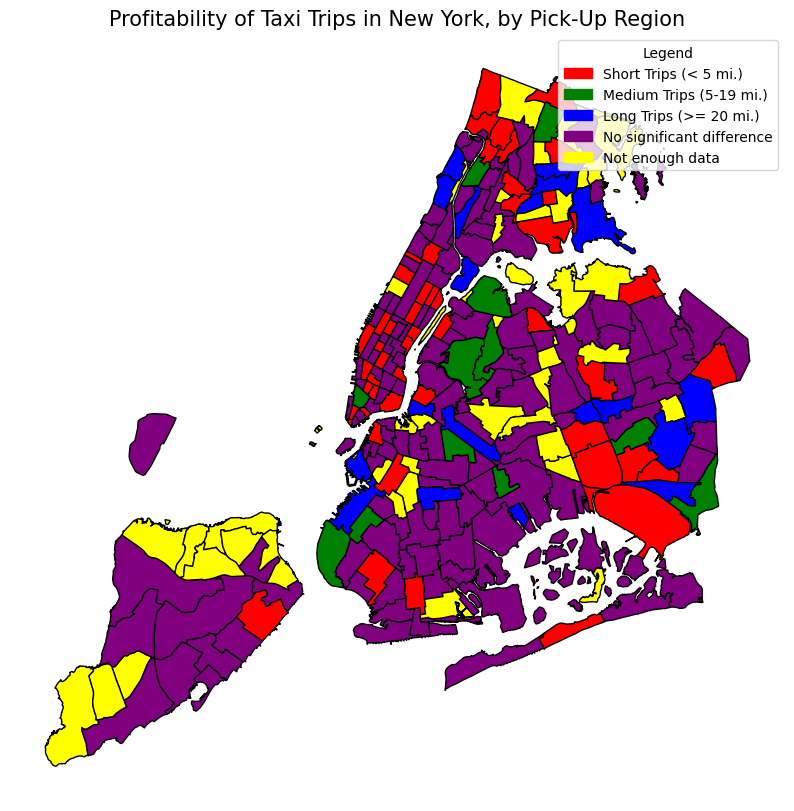 Profitability of Taxi Trips in New York, by Pick-Up Region
Legend
Short Trips (< 5 mi.)
Medium Trips (5-19 mi.)
Long Trips (>= 20 mi.)
No significant difference
Not enough data